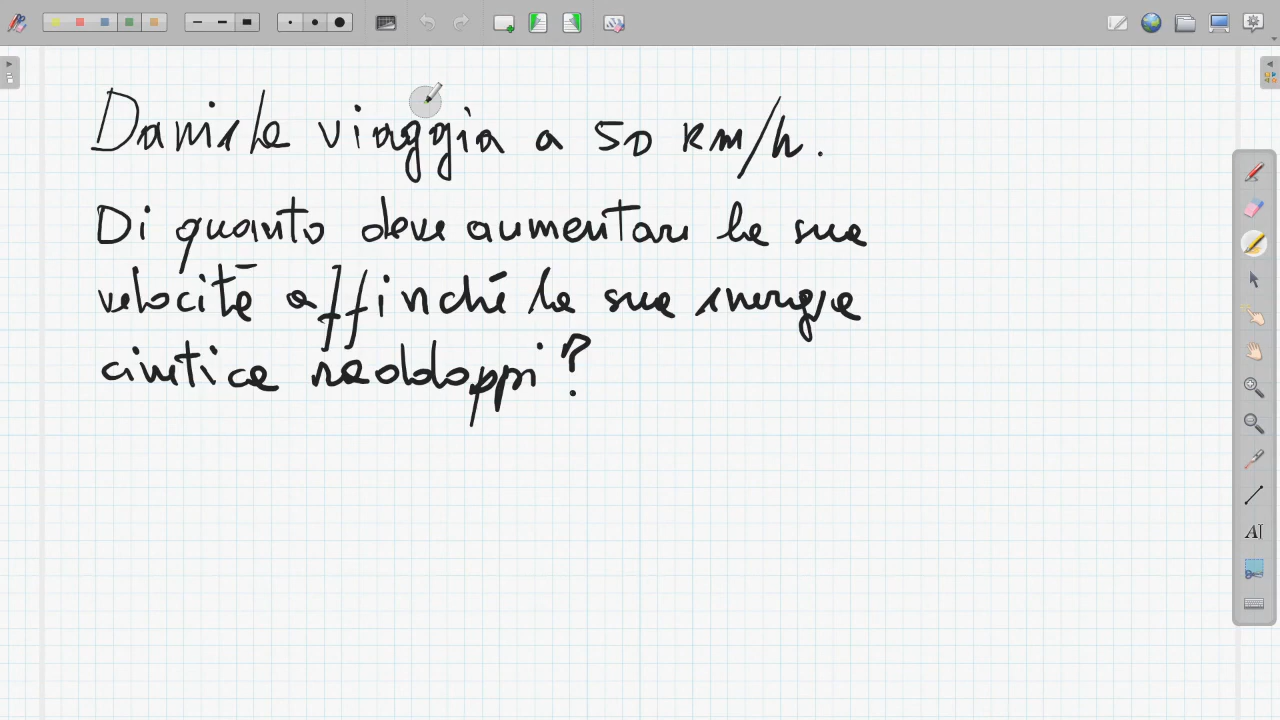 Daniele viaggia a 50 km/h.
Di quanto deve aumentare la sua
velocità affinché la sua energia
cinetica raddoppi?